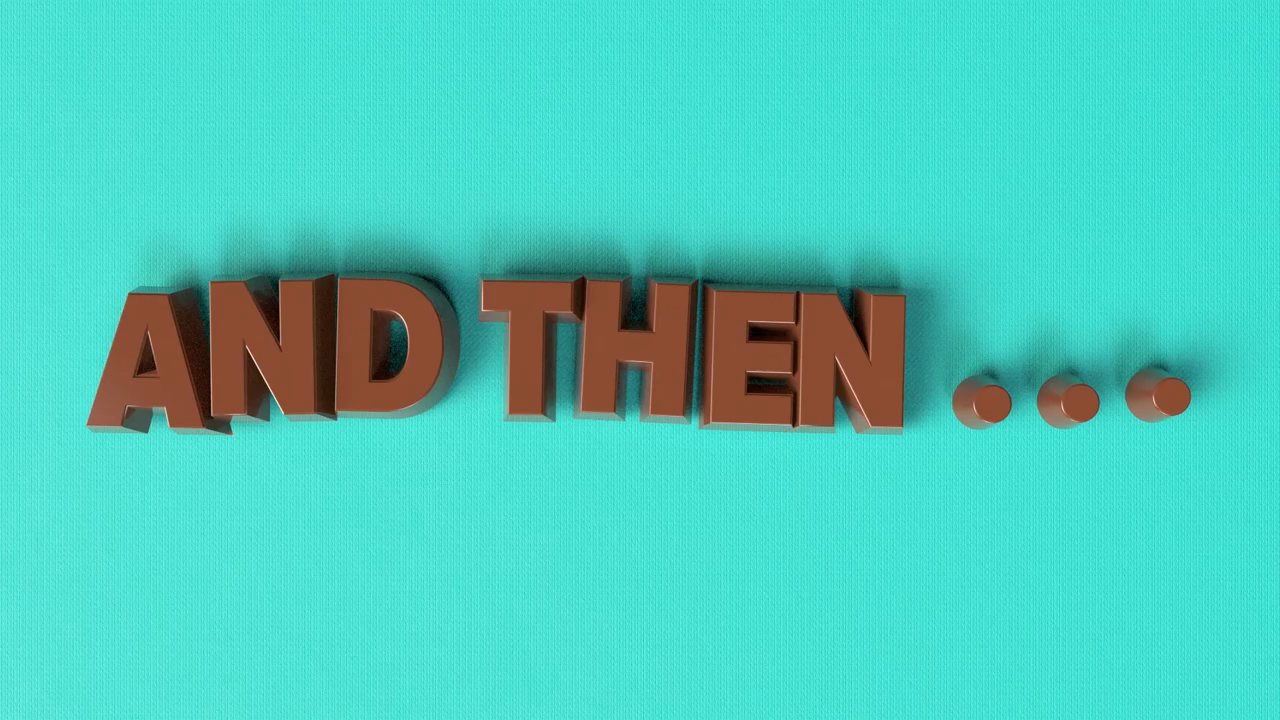 AND THEN . . .